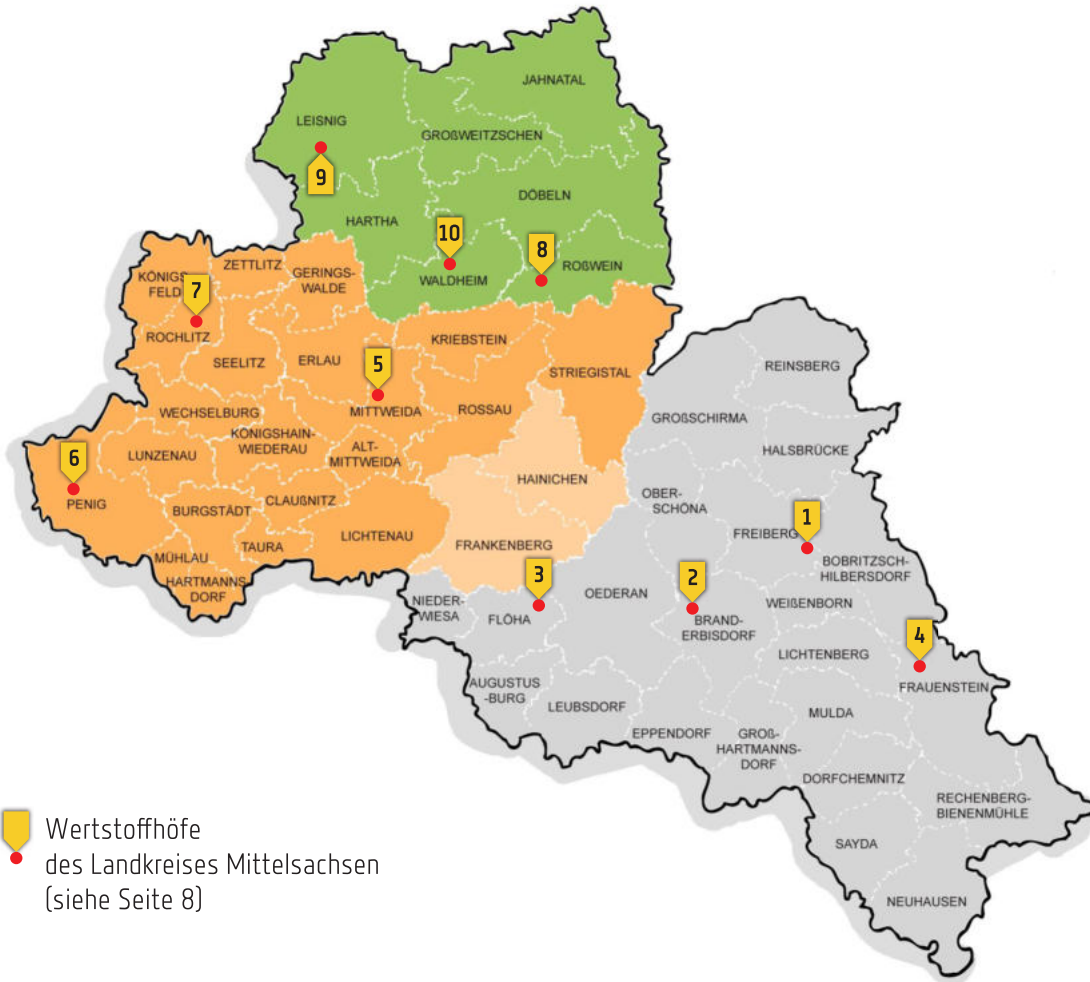 JAHNATAL
LEISNIG
GROßWEITZSCHEN
9
DÖBELN
HARTHA
10
8
ROßWEIN
WALDHEIM
ZETTLITZ
KÖNIGS-
FELD
GERINGS-
WALDE
7
ROCHLITZ
KRIEBSTEIN
SEELITZ
ERLAU
5
STRIEGISTAL
REINSBERG
MITTWEIDA
ROSSAU
WECHSELBURG
GROßSCHIRMA
KÖNIGSHAIN-
WIEDERAU
ALT-
MITTWEIDA
LUNZENAU
HALSBRÜCKE
6
HAINICHEN
PENIG
OBER-
SCHÖNA
CLAUßNITZ
BURGSTÄDT
1
FREIBERG
LICHTENAU
FRANKENBERG
TAURA
MÜHLAU
BOBRITZSCH-
HILBERSDORF
HARTMANNS
DORF
3
2
OEDERAN
NIEDER-
WIESA
FLÖHA
WEIßENBORN
BRAND-
ERBISDORF
4
LICHTENBERG
FRAUENSTEIN
AUGUSTUS
-BURG
LEUBSDORF
MULDA
EPPENDORF
GROß-
HARTMANNS-
DORF
DORFCHEMNITZ
RECHENBERG-
BIENENMÜHLE
SAYDA
NEUHAUSEN
Wertstoffhöfe
des Landkreises Mittelsachsen
(siehe Seite 8)